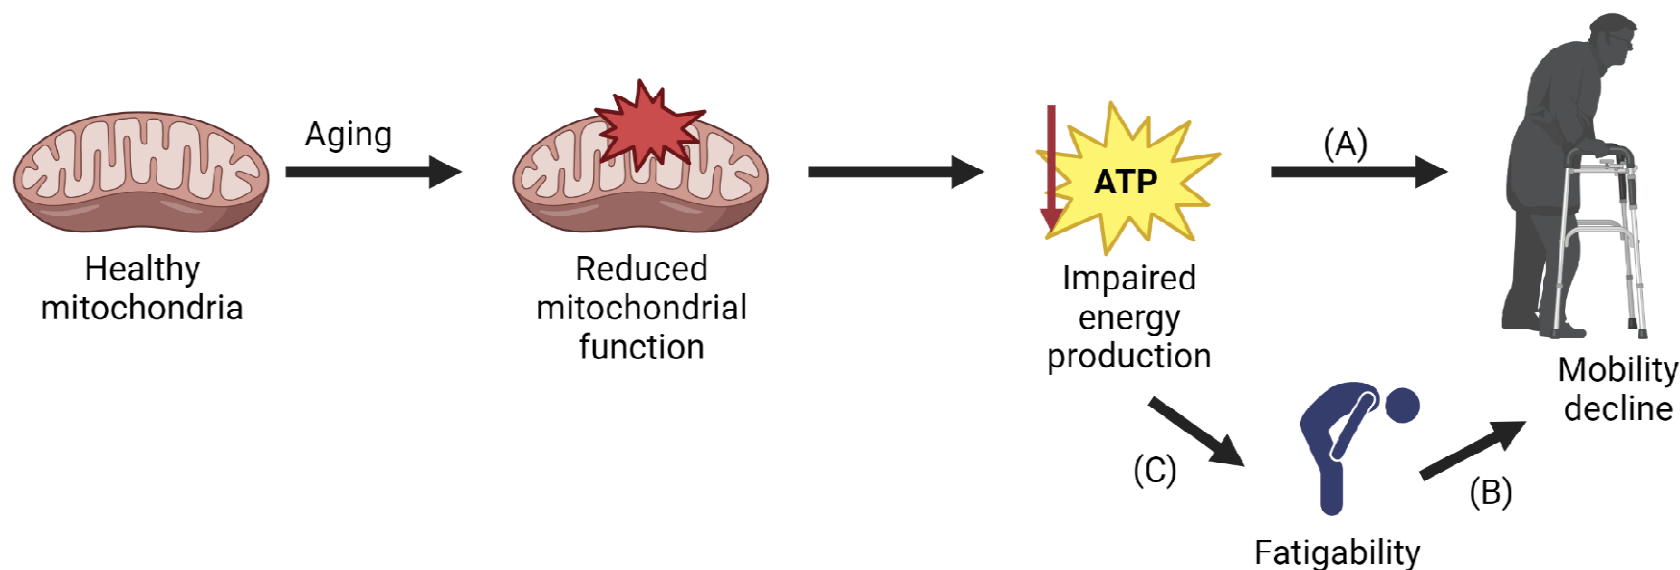 Aging
Healthy
mitochondria
Reduced
mitochondrial
function
ATP
Impaired
energy
production
(A)
Mobility
decline
(C)
(B)
Fatigability